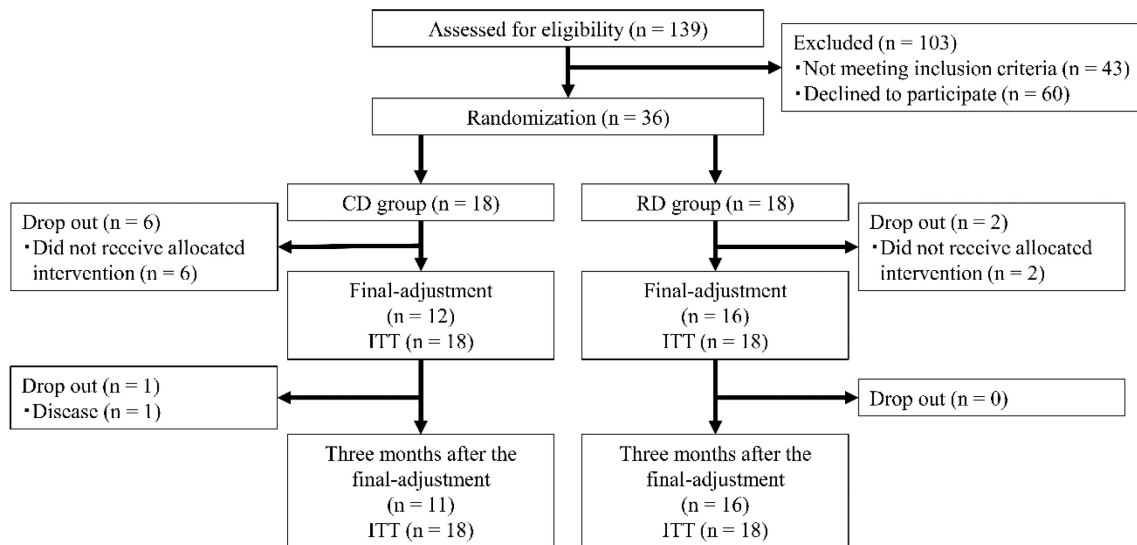 Assessed for eligibility (n = 139)
Excluded (n = 103)
・Not meeting inclusion criteria (n = 43)
・Declined to participate (n = 60)
Randomization (n = 36)
CD group (n = 18)
RD group (n = 18)
Drop out (n = 6)
・Did not receive allocated
intervention (n = 6)
Drop out (n = 2)
・Did not receive allocated
intervention (n = 2)
Final-adjustment
(n = 12)
ITT (n = 18)
Final-adjustment
(n = 16)
ITT (n = 18)
Drop out (n = 1)
・Disease (n = 1)
Drop out (n = 0)
Three months after the
final-adjustment
(n = 11)
ITT (n = 18)
Three months after the
final-adjustment
(n = 16)
ITT (n = 18)